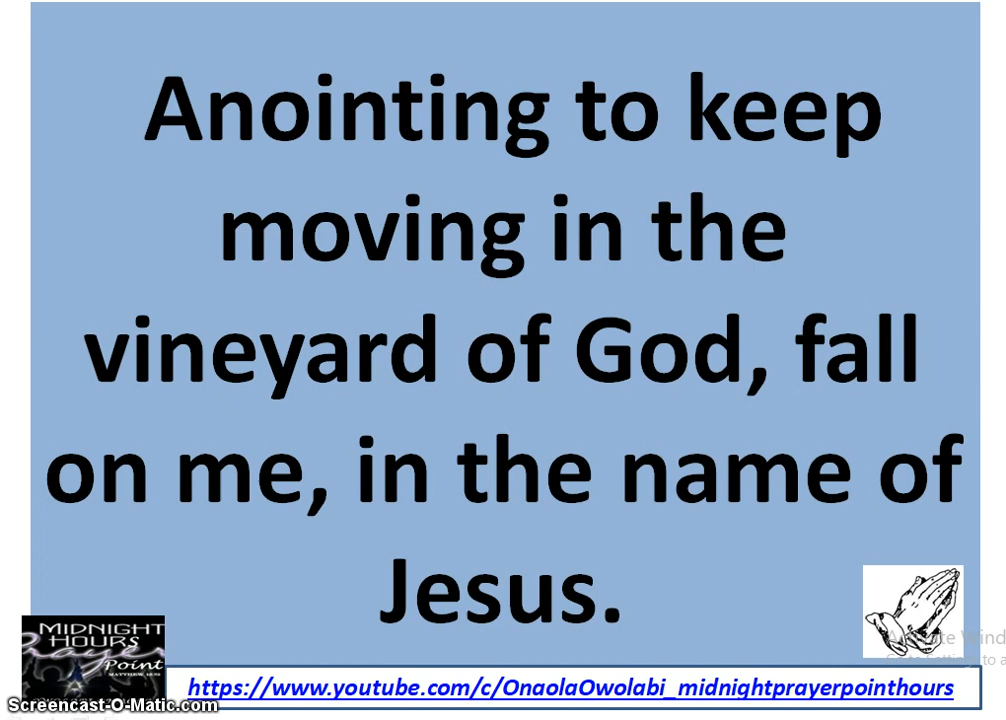 Anointing to keep
moving in the
vineyard of God, fall
on me, in the name of
Jesus.
MIDNIGHT
HOURS
Prayer
Point
https://www.youtube.com/c/OnaolaOwolabi_midnightprayerpointhours
Screencast-O-Matic.com